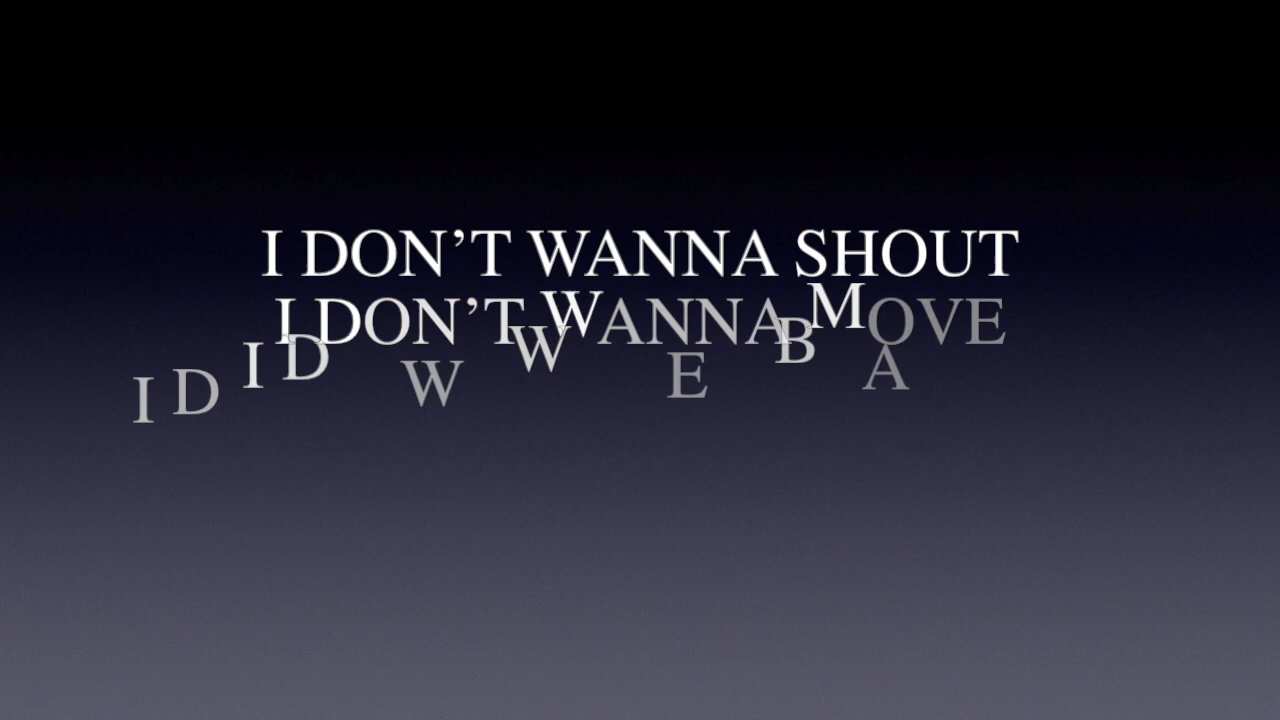 I DON’T WANNA SHOUT
I DON’T WANNA MOVE
I D W B
I D W E A